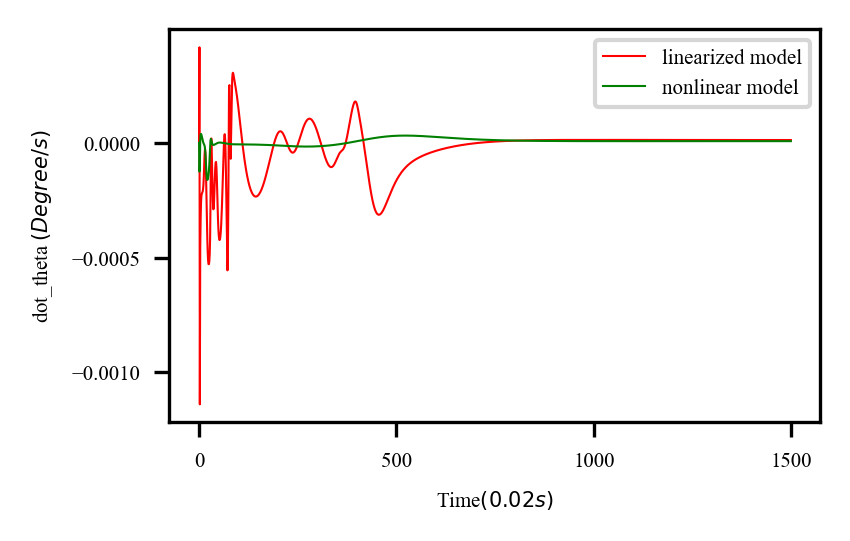 linearized model
nonlinear model
0.0000
−0.0005
−0.0010
dot_theta (Degree/s)
0 500 1000 1500
Time(0.02s)